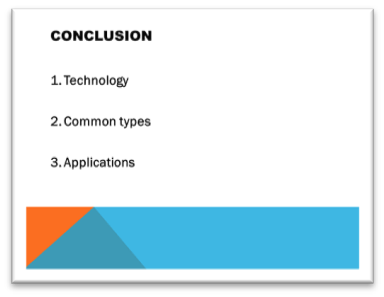 CONCLUSION
1. Technology
2. Common types
3. Applications